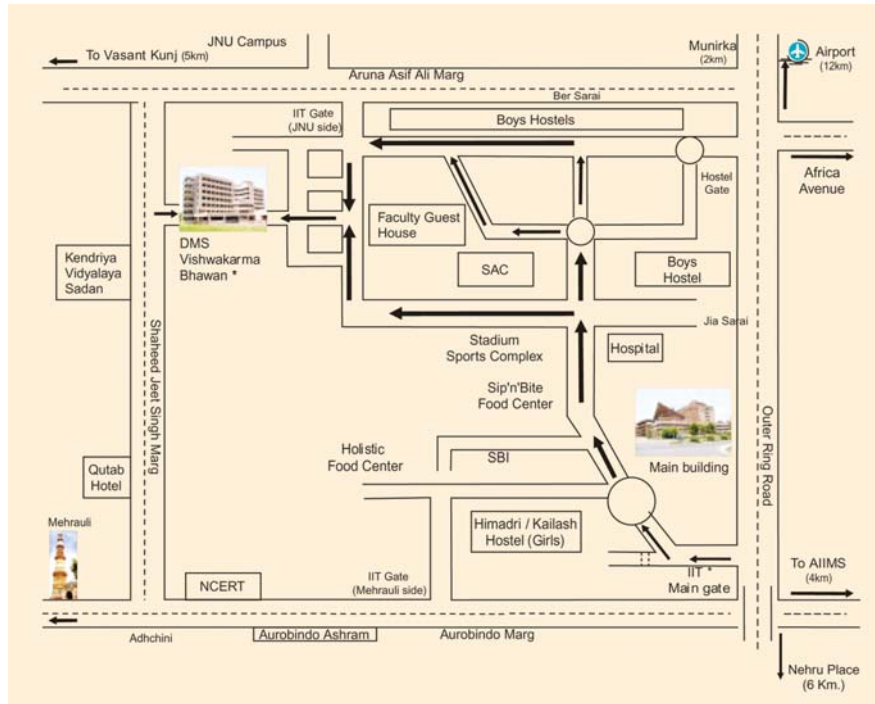 JNU Campus
To Vasant Kunj (5km)
Munirka
(2km)
Airport
(12km)
Aruna Asif Ali Marg
Ber Sarai
IIT Gate
(JNU side)
Boys Hostels
Hostel
Gate
Africa
Avenue
Faculty Guest
House
DMS
Vishwakarma
Bhawan *
Kendriya
Vidyalaya
Sadan
SAC
Boys
Hostel
Jia Sarai
Shaheed Jeet Singh Marg
Stadium
Sports Complex
Hospital
Sip'n'Bite
Food Center
Outer Ring Road
Holistic
Food Center
SBI
Main building
Qutab
Hotel
Mehrauli
Himadri / Kailash
Hostel (Girls)
IIT *
Main gate
To AIIMS
(4km)
NCERT
IIT Gate
(Mehrauli side)
Adhchini
Aurobindo Ashram
Aurobindo Marg
Nehru Place
(6 Km.)